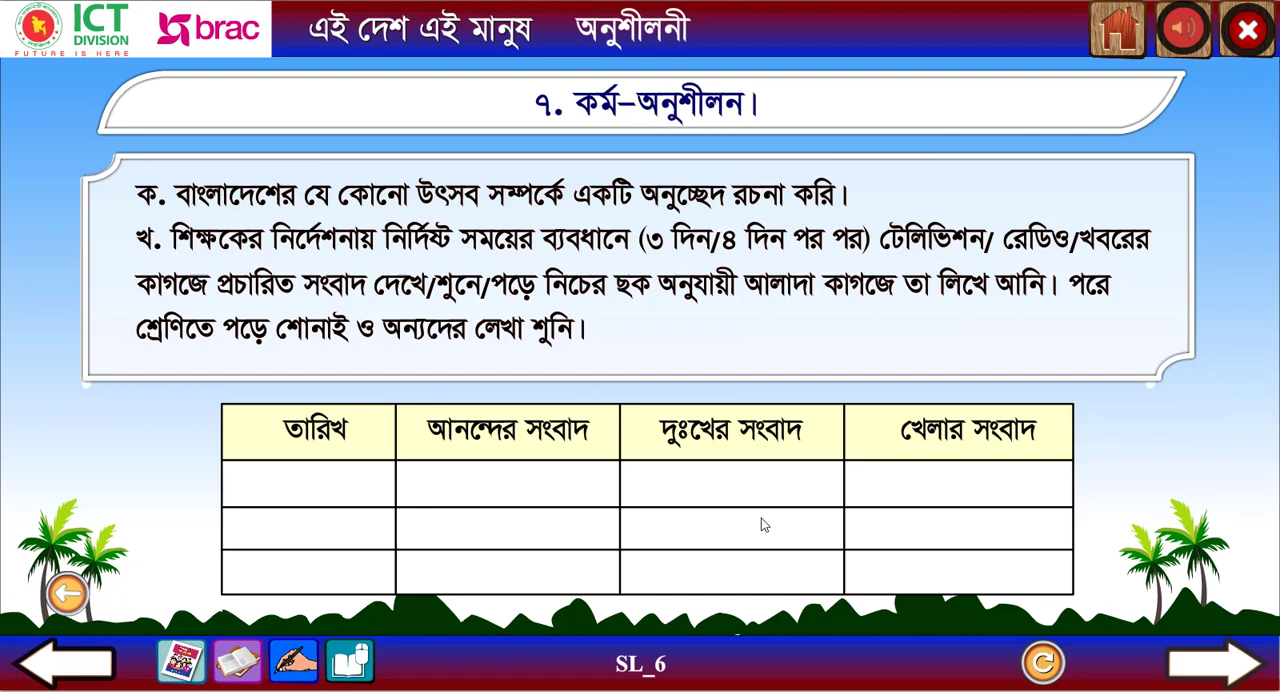 ICT
DIVISION
FUTURE IS HERE
brac
এই দেশ এই মানুষ অনুশীলনী
৭. কর্ম-অনুশীলন।
ক. বাংলাদেশের যে কোনো উৎসব সম্পর্কে একটি অনুচ্ছেদ রচনা করি।
খ. শিক্ষকের নির্দেশনায় নির্দিষ্ট সময়ের ব্যবধানে (৩ দিন/৪ দিন পর পর) টেলিভিশন/ রেডিও/খবরের
কাগজে প্রচারিত সংবাদ দেখে/শুনে/পড়ে নিচের ছক অনুযায়ী আলাদা কাগজে তা লিখে আনি। পরে
শ্রেণিতে পড়ে শোনাই ও অন্যদের লেখা শুনি।
তারিখ আনন্দের সংবাদ দুঃখের সংবাদ খেলার সংবাদ
SL_6